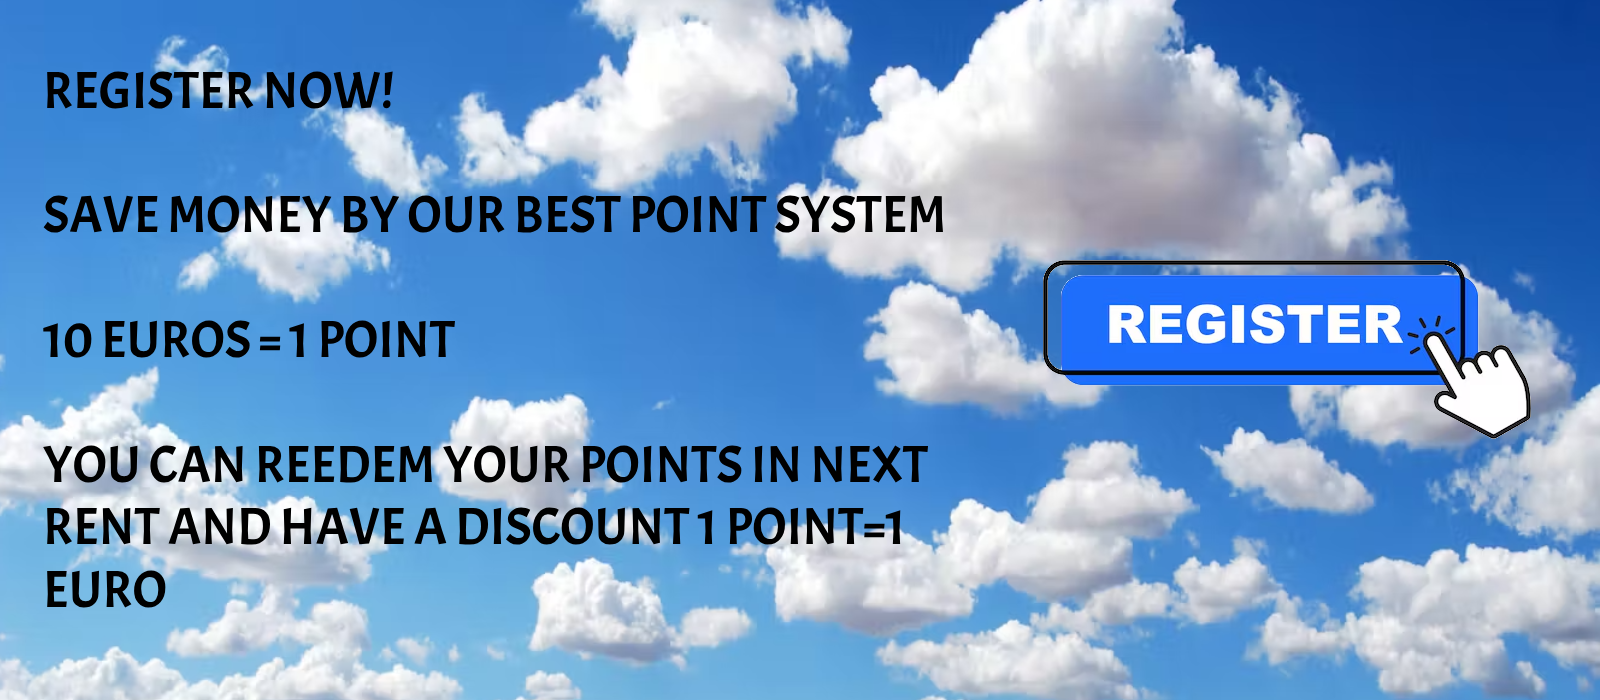 REGISTER NOW!
SAVE MONEY BY OUR BEST POINT SYSTEM
REGISTER
10 EUROS = 1 POINT
YOU CAN REEDEM YOUR POINTS IN NEXT
RENT AND HAVE A DISCOUNT 1 POINT=1
EURO